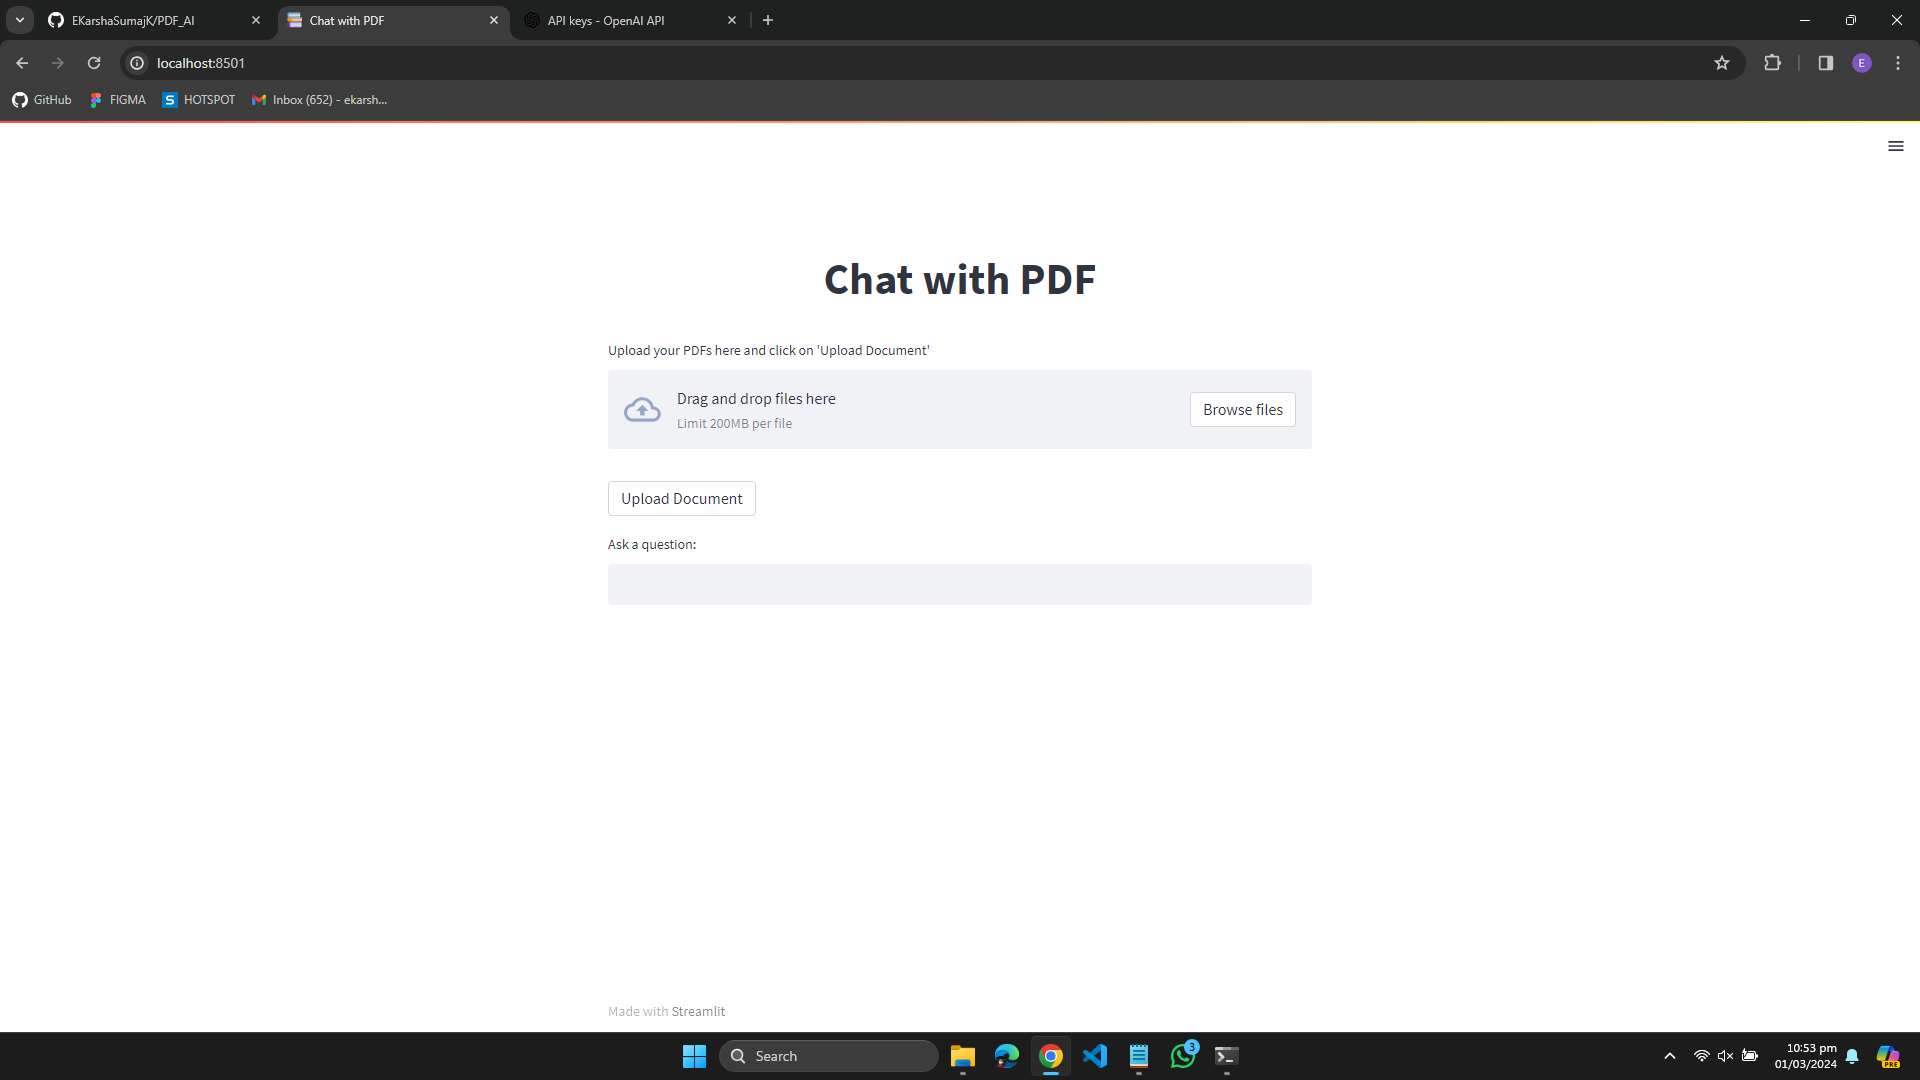 EKarshaSumajK/PDF_AI
Chat with PDF
API keys - OpenAI API
localhost:8501
E
GitHub
FIGMA
S HOTSPOT
Inbox (652) - ekarsh...
Chat with PDF
Upload your PDFs here and click on 'Upload Document'
Drag and drop files here
Limit 200MB per file
Browse files
Upload Document
Ask a question:
Made with Streamlit
Search
3
10:53 pm
01/03/2024
PRE